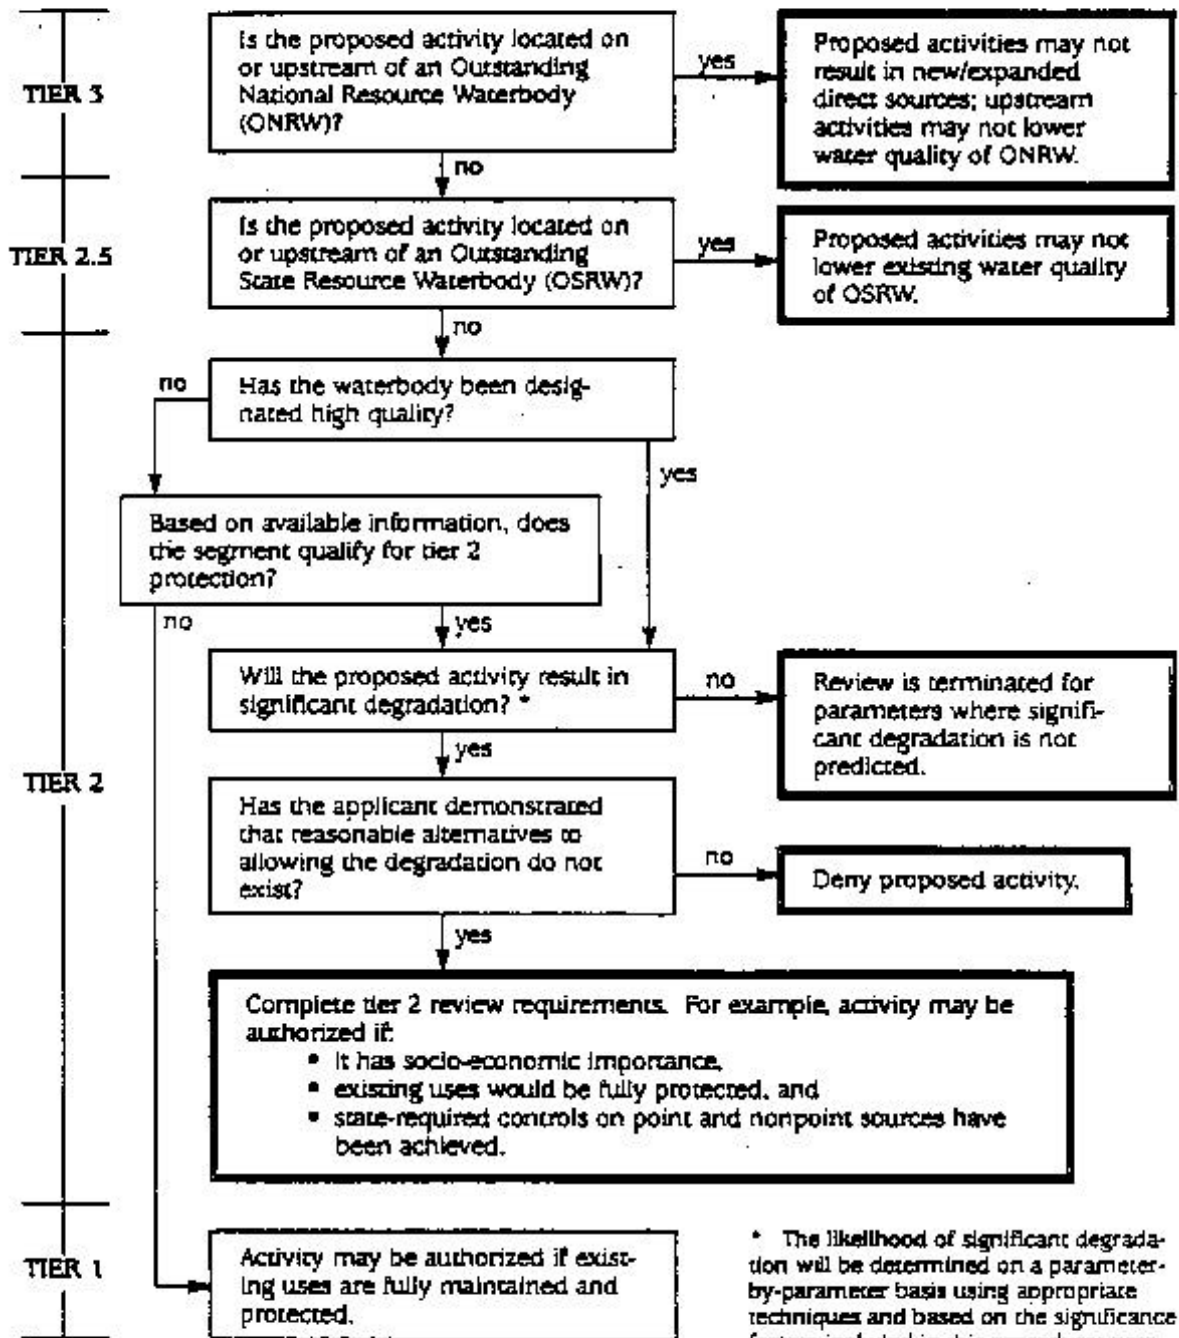 TIER 3
Is the proposed activity located on
or upstream of an Outstanding
National Resource Waterbody
(ONRW)?
yes
Proposed activities may not
result in new/expanded
direct sources; upstream
activities may not lower
water quality of ONRW.
no
TIER 2.5
Is the proposed activity located on
or upstream of an Outstanding
State Resource Waterbody (OSRW)?
yes
Proposed activities may not
lower existing water quality
of OSRW.
no
TIER 2
Has the waterbody been desig-
nated high quality?
no
yes
Based on available information, does
the segment qualify for tier 2
protection?
no
yes
Will the proposed activity result in
significant degradation? *
no
Review is terminated for
parameters where signifi-
cant degradation is not
predicted.
yes
Has the applicant demonstrated
that reasonable alternatives to
allowing the degradation do not
exist?
no
Deny proposed activity.
yes
Complete tier 2 review requirements. For example, activity may be
authorized if:
• it has socio-economic importance,
• existing uses would be fully protected, and
• state-required controls on point and nonpoint sources have
been achieved.
TIER 1
Activity may be authorized if exist-
ing uses are fully maintained and
protected.
* The likelihood of significant degrada-
tion will be determined on a parameter-
by-parameter basis using appropriate
techniques and based on the significance